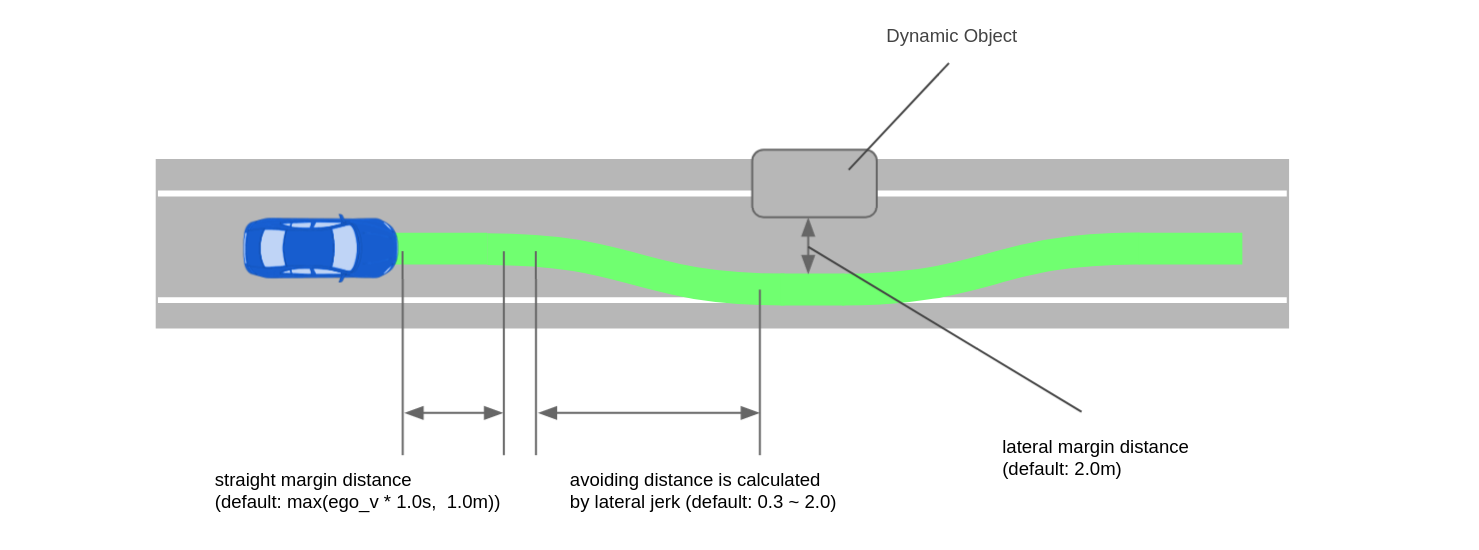 Dynamic Object
lateral margin distance
(default: 2.0m)
straight margin distance
(default: max(ego_v * 1.0s,  1.0m))
avoiding distance is calculated
by lateral jerk (default: 0.3 ~ 2.0)